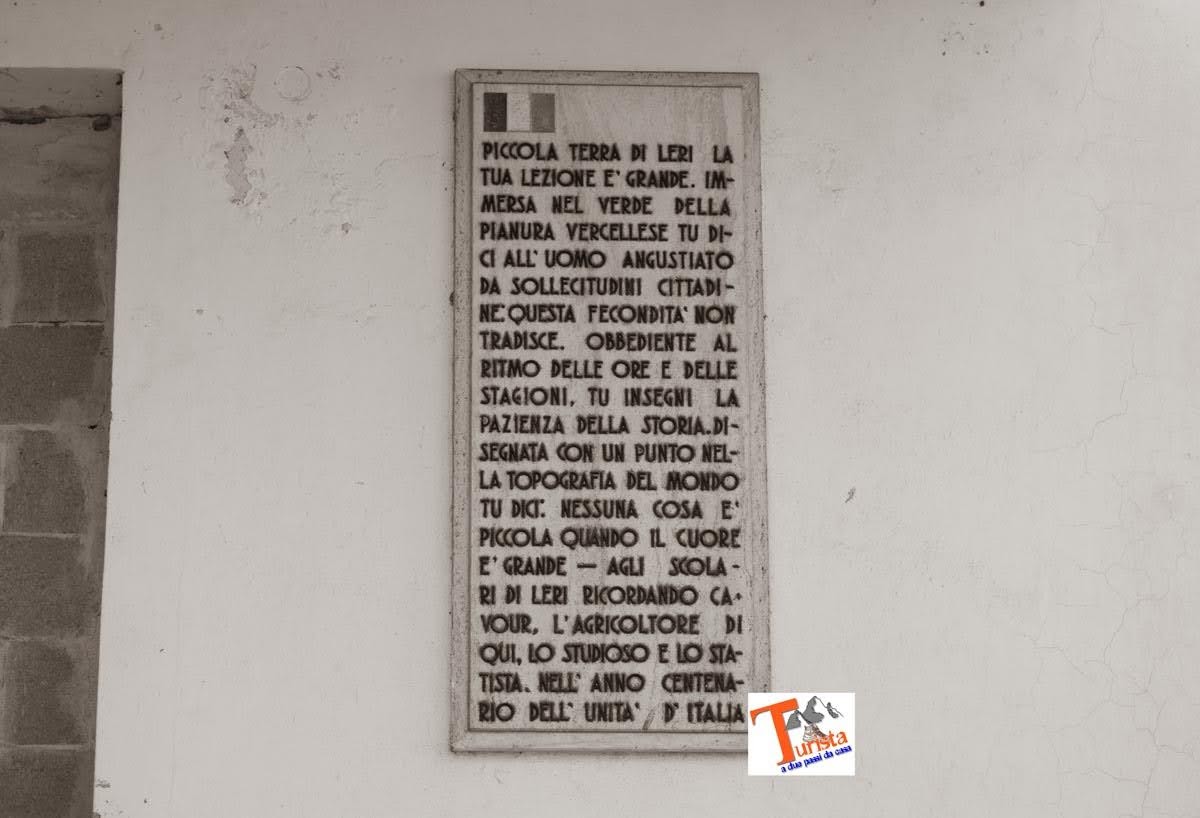 PICCOLA TERRA DI LERI LA
TUA LEZIONE E' GRANDE. IM-
MERSA NEL VERDE DELLA
PIANURA VERCELLESE TU DI-
CI ALL' UOMO ANGUSTIATO
DA SOLLECITUDINI CITTADI-
NE: QUESTA FECONDITA' NON
TRADISCE. OBBEDIENTE AL
RITMO DELLE ORE E DELLE
STAGIONI, TU INSEGNI LA
PAZIENZA DELLA STORIA. DI-
SEGNATA CON UN PUNTO NEL-
LA TOPOGRAFIA DEL MONDO
TU DICI: NESSUNA COSA E'
PICCOLA QUANDO IL CUORE
E' GRANDE — AGLI SCOLA-
RI DI LERI RICORDANDO CA-
VOUR, L'AGRICOLTORE DI
QUI, LO STUDIOSO E LO STA-
TISTA. NELL' ANNO CENTENA-
RIO DELL' UNITA' D' ITALIA
Turista
a due passi da casa